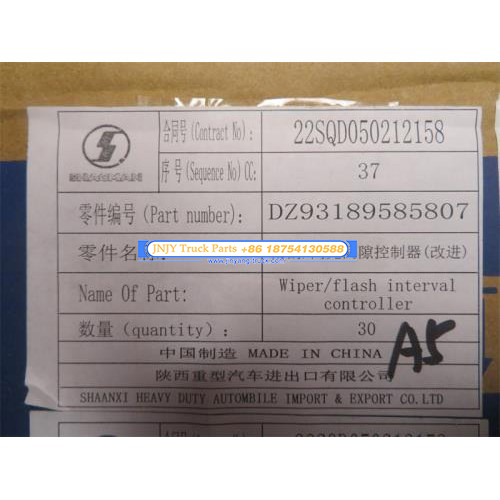 合同号(Contract No): 22SQD050212158
SHACMAN
序号(Sequence No)CC: 37
零件编号(Part number): DZ93189585807
零件名
隙控制器(改进)
JNJY Truck Parts +86 18754130588
Name Of Part: Wiper/flash interval
controller
数量(quantity): 30
A5
中国制造 MADE IN CHINA
陕西重型汽车进出口有限公司
SHAANXI HEAVY DUTY AUTOMBILE IMPORT & EXPORT CO.LTD